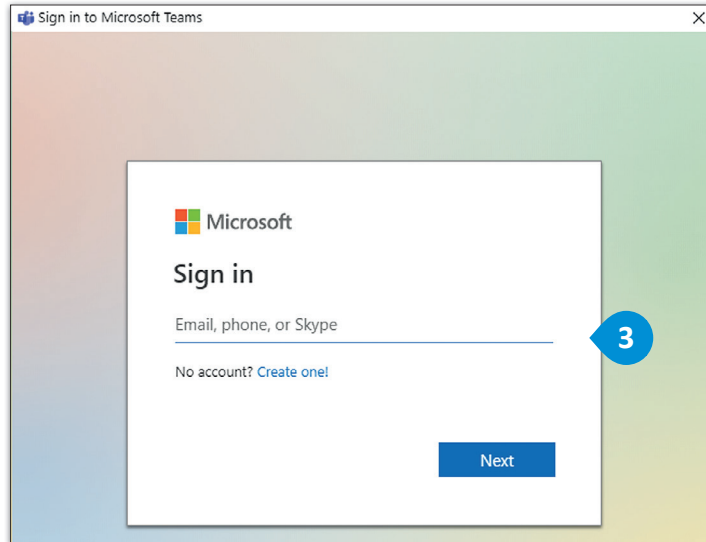 Sign in to Microsoft Teams
Microsoft
Sign in
Email, phone, or Skype
3
No account? Create one!
Next